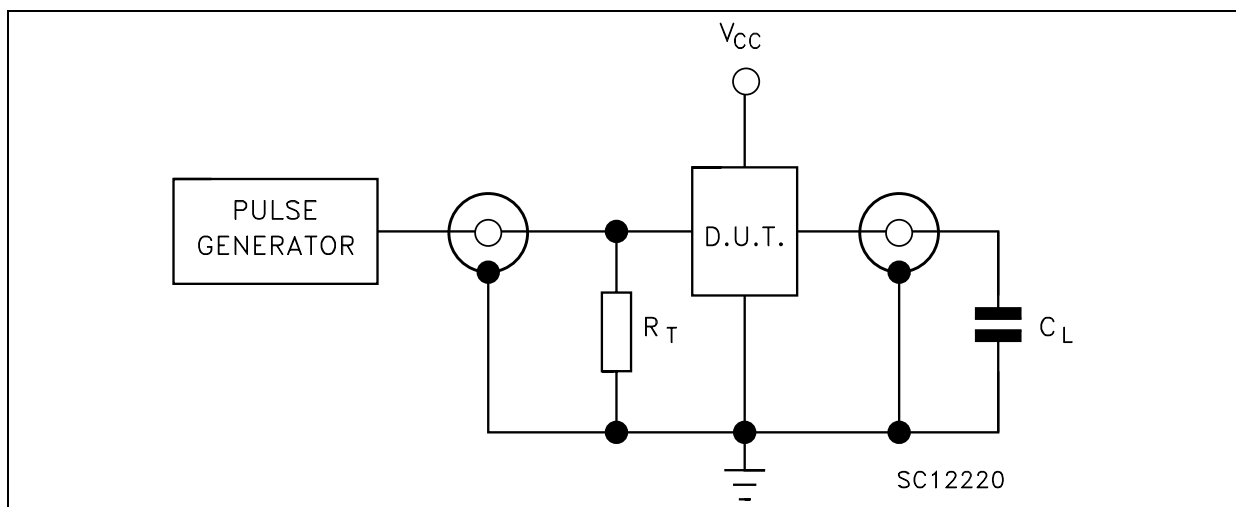 VCC
PULSE
GENERATOR
D.U.T.
RT
CL
SC12220